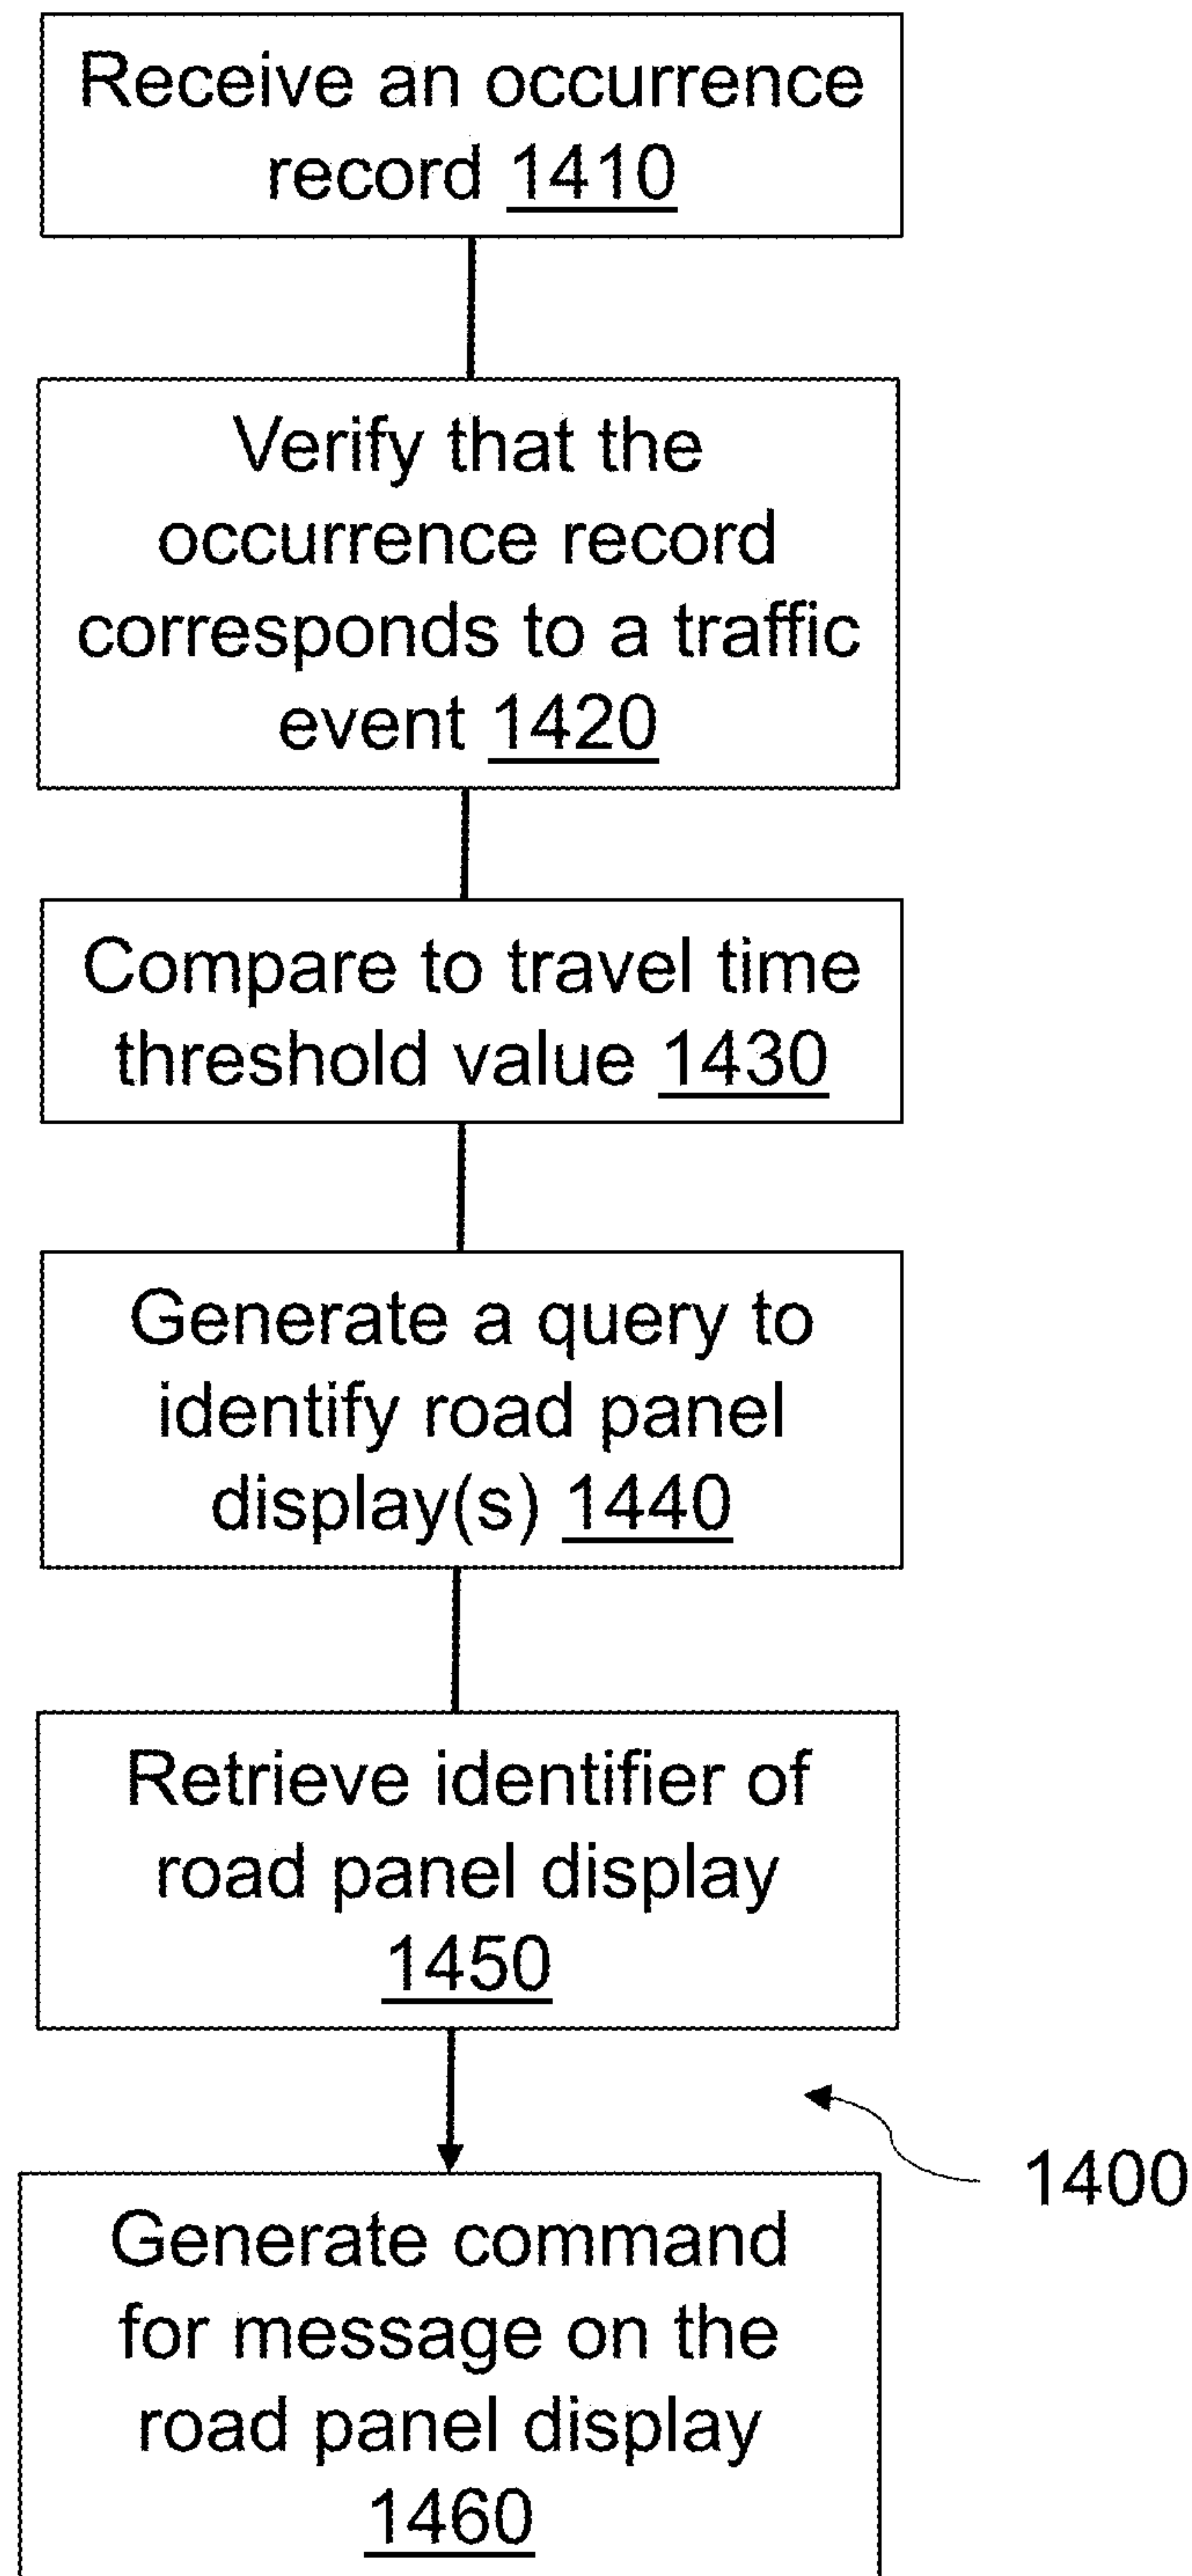 Receive an occurrence
record 1410
Verify that the
occurrence record
corresponds to a traffic
event 1420
Compare to travel time
threshold value 1430
Generate a query to
identify road panel
display(s) 1440
Retrieve identifier of
road panel display
1450
1400
Generate command
for message on the
road panel display
1460